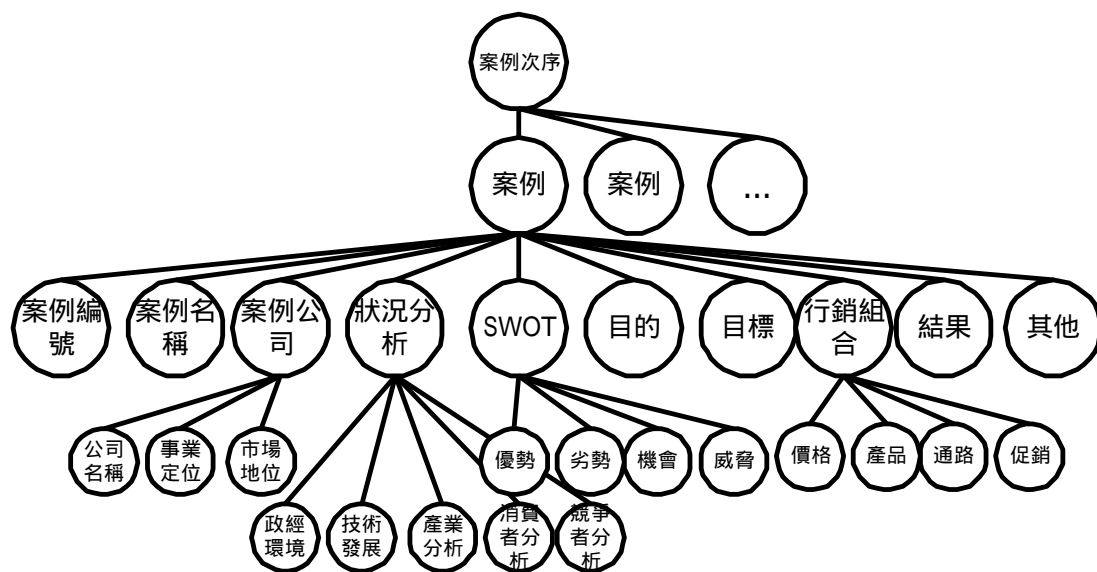 案例次序
案例
案例
...
案例編
號
案例名
稱
案例公
司
狀況分
析
SWOT
目的
目標
行銷組
合
結果
其他
公司
名稱
事業
定位
市場
地位
優勢
劣勢
機會
威脅
價格
產品
通路
促銷
政經
環境
技術
發展
產業
分析
消費
者分
析
競爭
者分
析